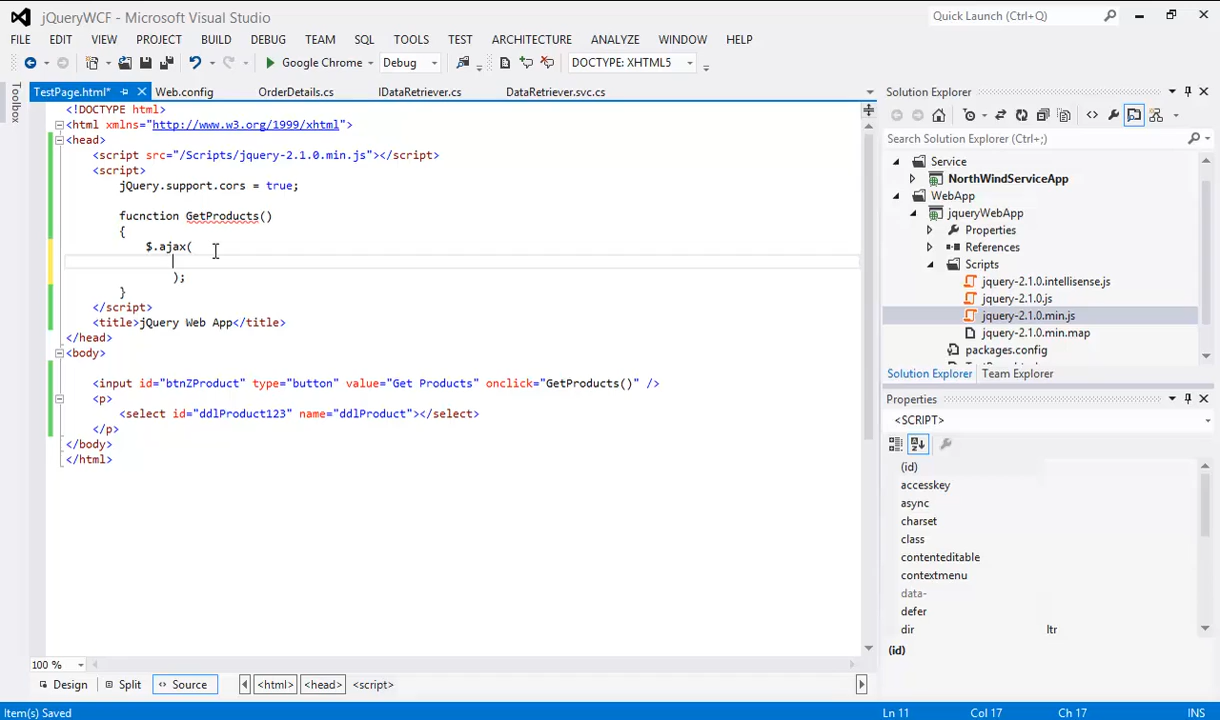 jQueryWCF - Microsoft Visual Studio
Quick Launch (Ctrl+Q)
FILE EDIT VIEW PROJECT BUILD DEBUG TEAM SQL TOOLS TEST ARCHITECTURE ANALYZE WINDOW HELP
Google Chrome Debug DOCTYPE: XHTML5
Toolbox
TestPage.html* Web.config OrderDetails.cs IDataRetriever.cs DataRetriever.svc.cs
<!DOCTYPE html>
<html xmlns="http://www.w3.org/1999/xhtml">
<head>
<script src="/Scripts/jquery-2.1.0.min.js"></script>
<script>
jQuery.support.cors = true;
fucnction GetProducts()
{
$.ajax(
);
}
</script>
<title>jQuery Web App</title>
</head>
<body>
<input id="btnZProduct" type="button" value="Get Products" onclick="GetProducts()" />
<p>
<select id="ddlProduct123" name="ddlProduct"></select>
</p>
</body>
</html>
100 %
Design Split Source <html> <head> <script>
Solution Explorer
Search Solution Explorer (Ctrl+;)
Service
NorthWindServiceApp
WebApp
jqueryWebApp
Properties
References
Scripts
jquery-2.1.0.intellisense.js
jquery-2.1.0.js
jquery-2.1.0.min.js
jquery-2.1.0.min.map
packages.config
Solution Explorer Team Explorer
Properties
<SCRIPT>
(id)
accesskey
async
charset
class
contenteditable
contextmenu
data-
defer
dir ltr
(id)
Item(s) Saved Ln 11 Col 17 Ch 17 INS